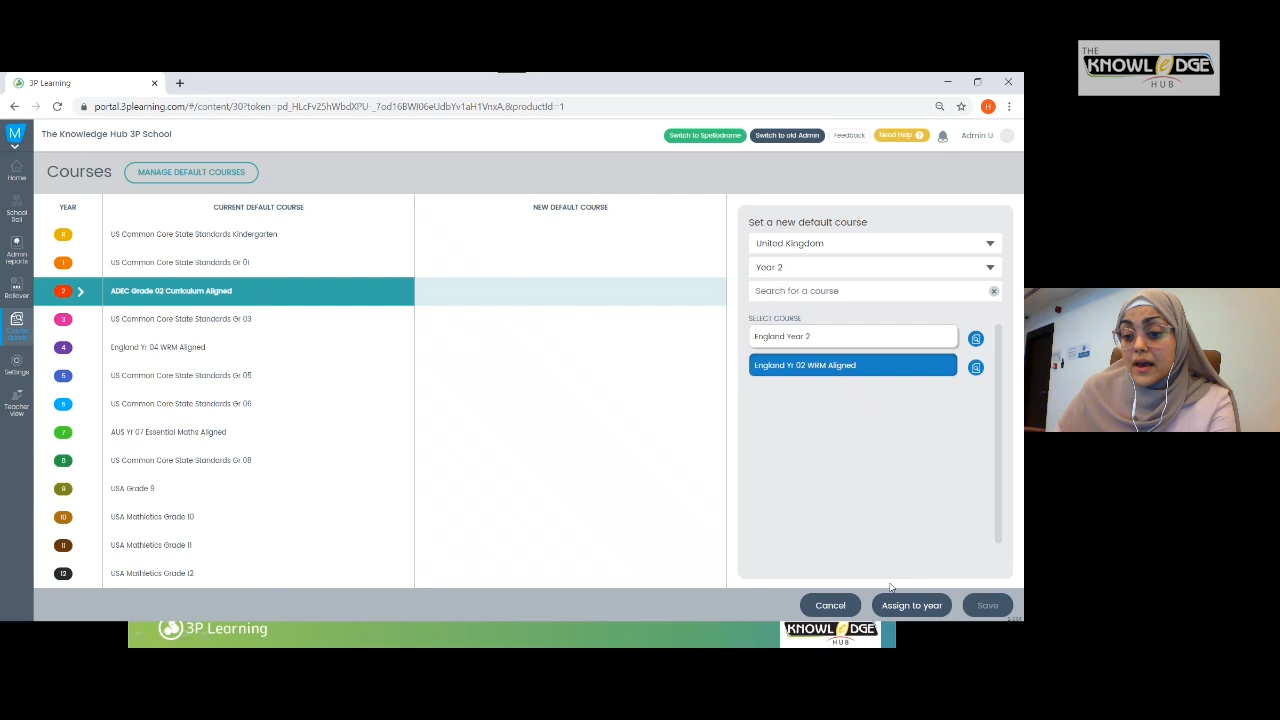 THE
KNOWLEDGE
HUB
3P Learning
portal.3plearning.com/#/content/30?token=pd_HLcFv25hWbdXPU-_7od16BWI06eUdbYv1aH1VnxA,&productId=1
M
The Knowledge Hub 3P School
Switch to Spellodrome
Switch to old Admin
Feedback
Need Help ?
Admin U
H
Home
School Roll
Admin reports
Rollover
Course admin
Settings
Teacher view
Courses
MANAGE DEFAULT COURSES
YEAR
CURRENT DEFAULT COURSE
NEW DEFAULT COURSE
R US Common Core State Standards Kindergarten
1 US Common Core State Standards Gr 01
2 ADEC Grade 02 Curriculum Aligned
3 US Common Core State Standards Gr 03
4 England Yr 04 WRM Aligned
5 US Common Core State Standards Gr 05
6 US Common Core State Standards Gr 06
7 AUS Yr 07 Essential Maths Aligned
8 US Common Core State Standards Gr 08
9 USA Grade 9
10 USA Mathletics Grade 10
11 USA Mathletics Grade 11
12 USA Mathletics Grade 12
Set a new default course
United Kingdom
Year 2
Search for a course
SELECT COURSE
England Year 2
England Yr 02 WRM Aligned
Cancel
Assign to year
Save
3P Learning
KNOWLEDGE
HUB